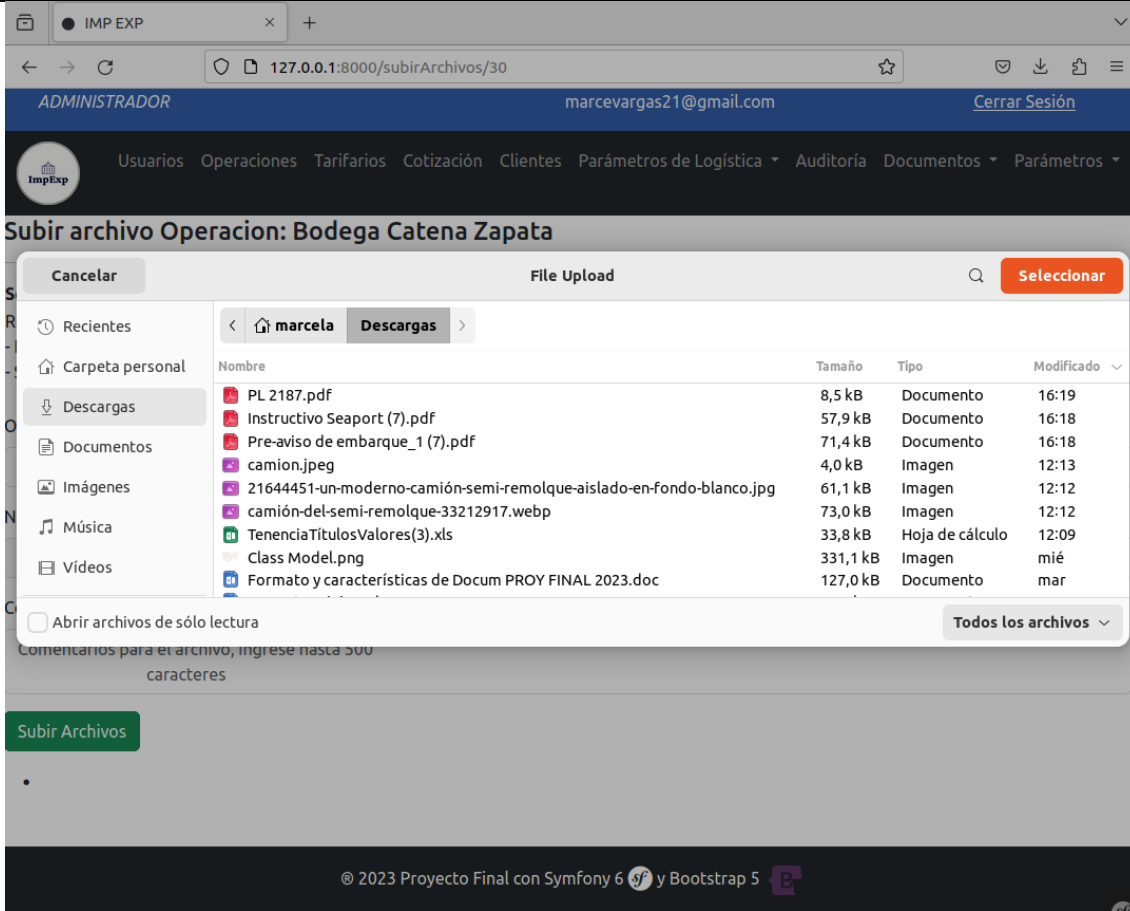 IMP EXP
127.0.0.1:8000/subirArchivos/30
ADMINISTRADOR marcevargas21@gmail.com Cerrar Sesión
ImpExp
Usuarios Operaciones Tarifarios Cotización Clientes Parámetros de Logística Auditoría Documentos Parámetros
Subir archivo Operacion: Bodega Catena Zapata
Cancelar File Upload Seleccionar
Recientes
Carpeta personal
Descargas
Documentos
Imágenes
Música
Vídeos
marcela Descargas
Nombre Tamaño Tipo Modificado
PL 2187.pdf 8,5 kB Documento 16:19
Instructivo Seaport (7).pdf 57,9 kB Documento 16:18
Pre-aviso de embarque_1 (7).pdf 71,4 kB Documento 16:18
camion.jpeg 4,0 kB Imagen 12:13
21644451-un-moderno-camión-semi-remolque-aislado-en-fondo-blanco.jpg 61,1 kB Imagen 12:12
camión-del-semi-remolque-33212917.webp 73,0 kB Imagen 12:12
TenenciaTítulosValores(3).xls 33,8 kB Hoja de cálculo 12:09
Class Model.png 331,1 kB Imagen mié
Formato y características de Docum PROY FINAL 2023.doc 127,0 kB Documento mar
Abrir archivos de sólo lectura Todos los archivos
Comentarios para el archivo, ingrese hasta 500
caracteres
Subir Archivos
® 2023 Proyecto Final con Symfony 6 sf y Bootstrap 5 B